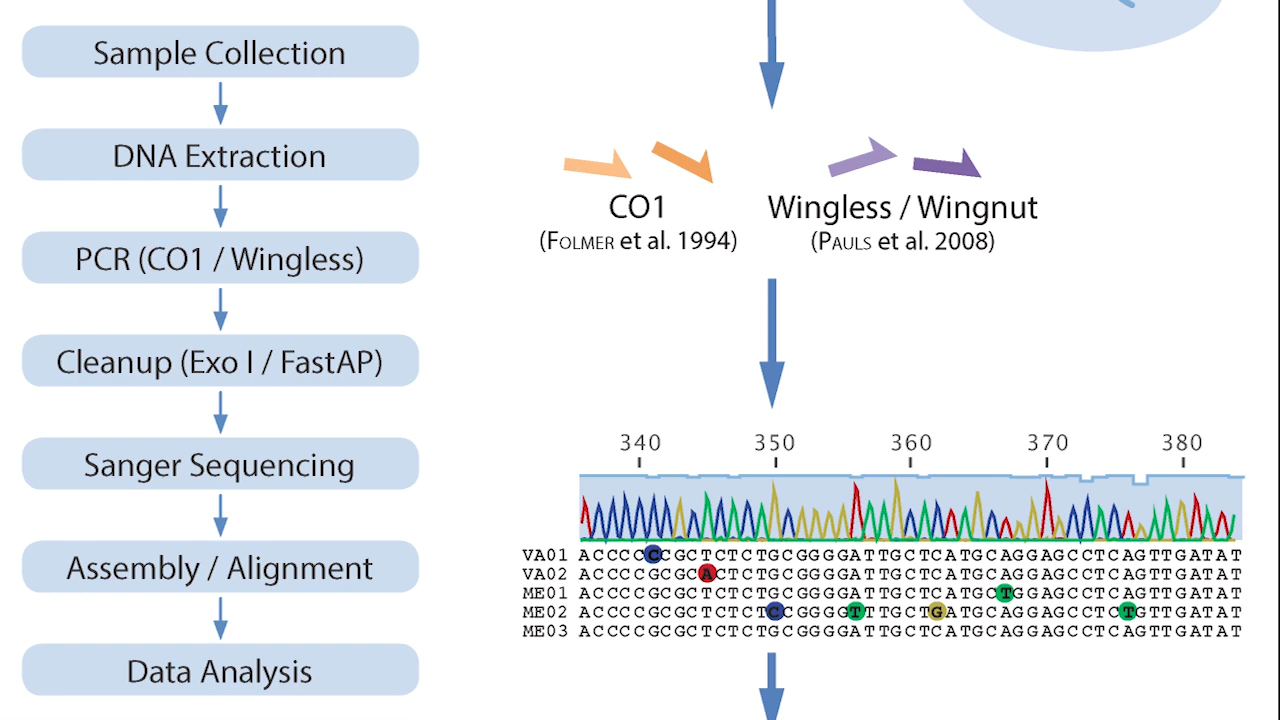 Sample Collection
DNA Extraction
PCR (CO1 / Wingless)
Cleanup (Exo I / FastAP)
Sanger Sequencing
Assembly / Alignment
Data Analysis
CO1
(FOLMER et al. 1994)
Wingless / Wingnut
(PAULS et al. 2008)
340 350 360 370 380
VA01 ACCCCCCGCTCTCTGCGGGGATTGCTCATGCAGGAGCCTCAGTTGATAT
VA02 ACCCCGCGCACTCTGCGGGGATTGCTCATGCAGGAGCCTCAGTTGATAT
ME01 ACCCCGCGCTCTCTGCGGGGATTGCTCATGCTGGAGCCTCAGTTGATAT
ME02 ACCCCGCGCTCTCTCCGGGGTTTGCTGATGCAGGAGCCTCTGTTGATAT
ME03 ACCCCGCGCTCTCTGCGGGGATTGCTCATGCAGGAGCCTCAGTTGATAT